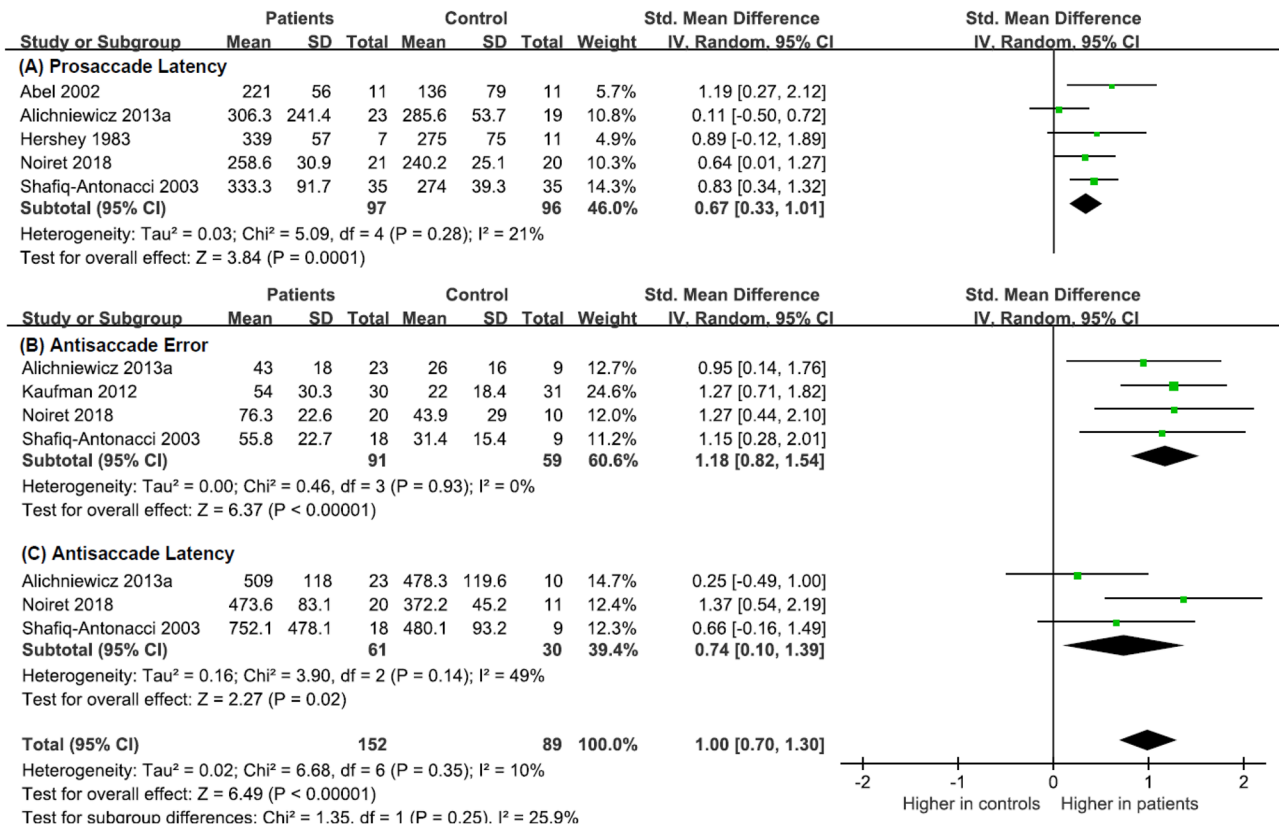 Patients Control Std. Mean Difference Std. Mean Difference
Study or Subgroup Mean SD Total Mean SD Total Weight IV, Random, 95% CI IV, Random, 95% CI
(A) Prosaccade Latency
Abel 2002 221 56 11 136 79 11 5.7% 1.19 [0.27, 2.12]
Alichniewicz 2013a 306.3 241.4 23 285.6 53.7 19 10.8% 0.11 [-0.50, 0.72]
Hershey 1983 339 57 7 275 75 11 4.9% 0.89 [-0.12, 1.89]
Noiret 2018 258.6 30.9 21 240.2 25.1 20 10.3% 0.64 [0.01, 1.27]
Shafiq-Antonacci 2003 333.3 91.7 35 274 39.3 35 14.3% 0.83 [0.34, 1.32]
Subtotal (95% CI) 97 96 46.0% 0.67 [0.33, 1.01]
Heterogeneity: Tau² = 0.03; Chi² = 5.09, df = 4 (P = 0.28); I² = 21%
Test for overall effect: Z = 3.84 (P = 0.0001)
Patients Control Std. Mean Difference Std. Mean Difference
Study or Subgroup Mean SD Total Mean SD Total Weight IV, Random, 95% CI IV, Random, 95% CI
(B) Antisaccade Error
Alichniewicz 2013a 43 18 23 26 16 9 12.7% 0.95 [0.14, 1.76]
Kaufman 2012 54 30.3 30 22 18.4 31 24.6% 1.27 [0.71, 1.82]
Noiret 2018 76.3 22.6 20 43.9 29 10 12.0% 1.27 [0.44, 2.10]
Shafiq-Antonacci 2003 55.8 22.7 18 31.4 15.4 9 11.2% 1.15 [0.28, 2.01]
Subtotal (95% CI) 91 59 60.6% 1.18 [0.82, 1.54]
Heterogeneity: Tau² = 0.00; Chi² = 0.46, df = 3 (P = 0.93); I² = 0%
Test for overall effect: Z = 6.37 (P < 0.00001)
(C) Antisaccade Latency
Alichniewicz 2013a 509 118 23 478.3 119.6 10 14.7% 0.25 [-0.49, 1.00]
Noiret 2018 473.6 83.1 20 372.2 45.2 11 12.4% 1.37 [0.54, 2.19]
Shafiq-Antonacci 2003 752.1 478.1 18 480.1 93.2 9 12.3% 0.66 [-0.16, 1.49]
Subtotal (95% CI) 61 30 39.4% 0.74 [0.10, 1.39]
Heterogeneity: Tau² = 0.16; Chi² = 3.90, df = 2 (P = 0.14); I² = 49%
Test for overall effect: Z = 2.27 (P = 0.02)
Total (95% CI) 152 89 100.0% 1.00 [0.70, 1.30]
Heterogeneity: Tau² = 0.02; Chi² = 6.68, df = 6 (P = 0.35); I² = 10%
Test for overall effect: Z = 6.49 (P < 0.00001)
Test for subgroup differences: Chi² = 1.35, df = 1 (P = 0.25), I² = 25.9%
-2 -1 0 1 2
Higher in controls Higher in patients